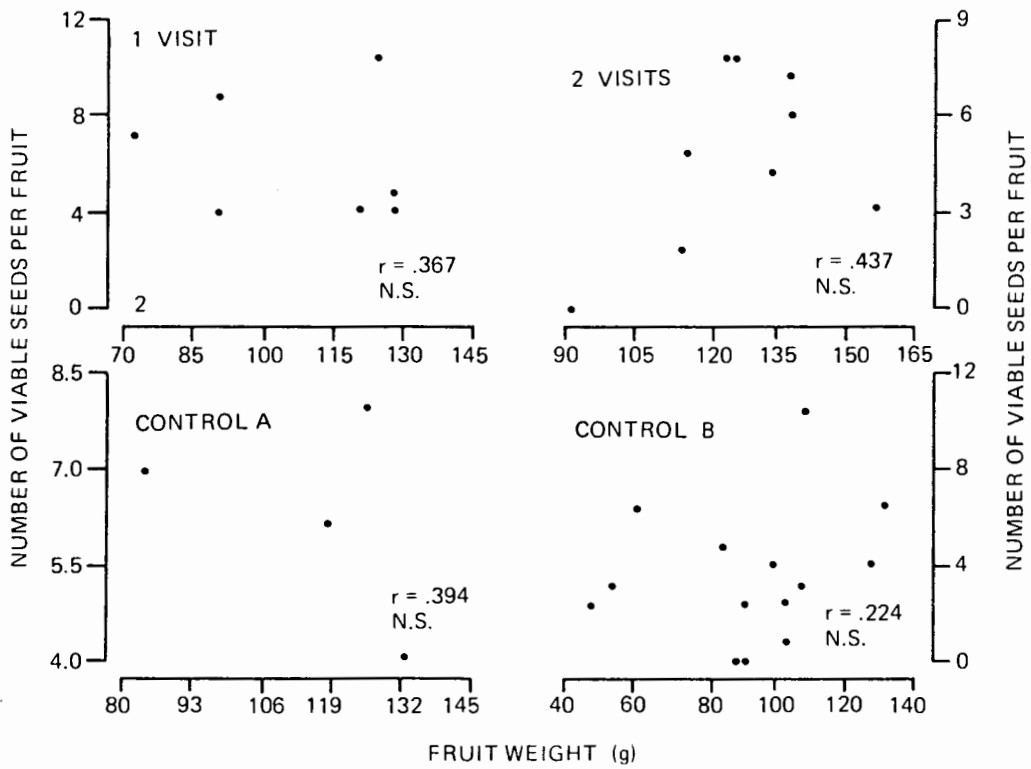 NUMBER OF VIABLE SEEDS PER FRUIT
12
8
4
0
1 VISIT
r = .367
N.S.
2
70 85 100 115 130 145
2 VISITS
r = .437
N.S.
9
6
3
0
90 105 120 135 150 165
8.5
7.0
5.5
4.0
CONTROL A
r = .394
N.S.
80 93 106 119 132 145
CONTROL B
r = .224
N.S.
12
8
4
0
40 60 80 100 120 140
NUMBER OF VIABLE SEEDS PER FRUIT
FRUIT WEIGHT (g)